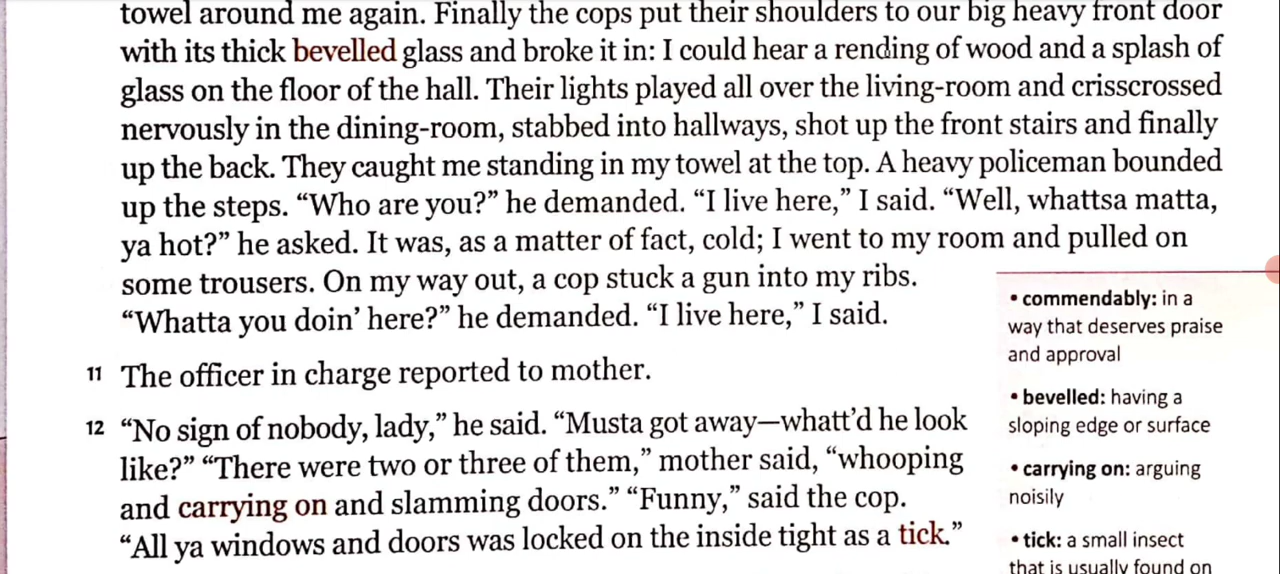 towel around me again. Finally the cops put their shoulders to our big heavy front door
with its thick bevelled glass and broke it in: I could hear a rending of wood and a splash of
glass on the floor of the hall. Their lights played all over the living-room and crisscrossed
nervously in the dining-room, stabbed into hallways, shot up the front stairs and finally
up the back. They caught me standing in my towel at the top. A heavy policeman bounded
up the steps. “Who are you?” he demanded. “I live here,” I said. “Well, whattsa matta,
ya hot?” he asked. It was, as a matter of fact, cold; I went to my room and pulled on
some trousers. On my way out, a cop stuck a gun into my ribs.
“Whatta you doin’ here?” he demanded. “I live here,” I said.
11 The officer in charge reported to mother.
12 “No sign of nobody, lady,” he said. “Musta got away—whatt’d he look
like?” “There were two or three of them,” mother said, “whooping
and carrying on and slamming doors.” “Funny,” said the cop.
“All ya windows and doors was locked on the inside tight as a tick.”
• commendably: in a
way that deserves praise
and approval
• bevelled: having a
sloping edge or surface
• carrying on: arguing
noisily
• tick: a small insect
that is usually found on